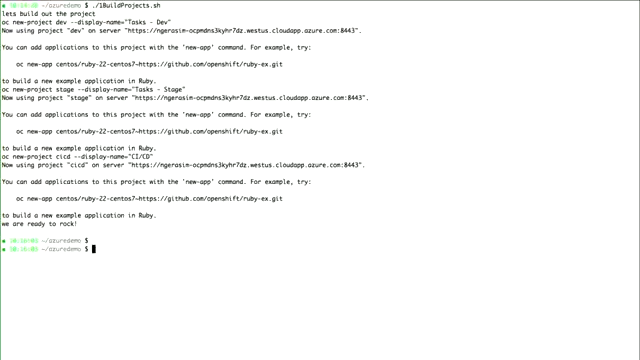 ~/azuredemo $ ./1BuildProjects.sh
lets build out the project
oc new-project dev --display-name="Tasks - Dev"
Now using project "dev" on server "https://ngerasim-ocpmdns3kyhr7dz.westus.cloudapp.azure.com:8443".
You can add applications to this project with the 'new-app' command. For example, try:
oc new-app centos/ruby-22-centos7~https://github.com/openshift/ruby-ex.git
to build a new example application in Ruby.
oc new-project stage --display-name="Tasks - Stage"
Now using project "stage" on server "https://ngerasim-ocpmdns3kyhr7dz.westus.cloudapp.azure.com:8443".
You can add applications to this project with the 'new-app' command. For example, try:
oc new-app centos/ruby-22-centos7~https://github.com/openshift/ruby-ex.git
to build a new example application in Ruby.
oc new-project cicd --display-name="CI/CD"
Now using project "cicd" on server "https://ngerasim-ocpmdns3kyhr7dz.westus.cloudapp.azure.com:8443".
You can add applications to this project with the 'new-app' command. For example, try:
oc new-app centos/ruby-22-centos7~https://github.com/openshift/ruby-ex.git
to build a new example application in Ruby.
we are ready to rock!
~/azuredemo $
~/azuredemo $